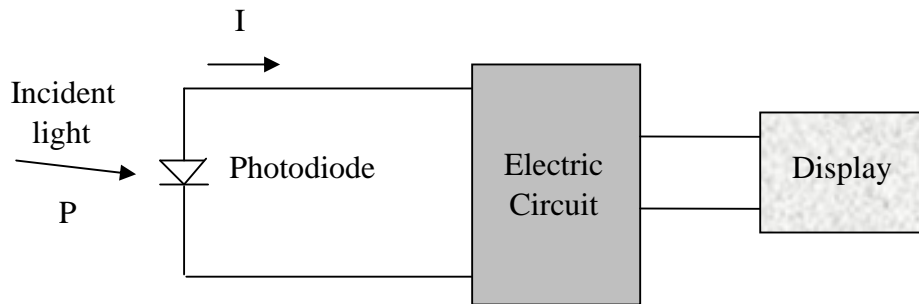 I
Incident
light
P
Photodiode
Electric
Circuit
Display